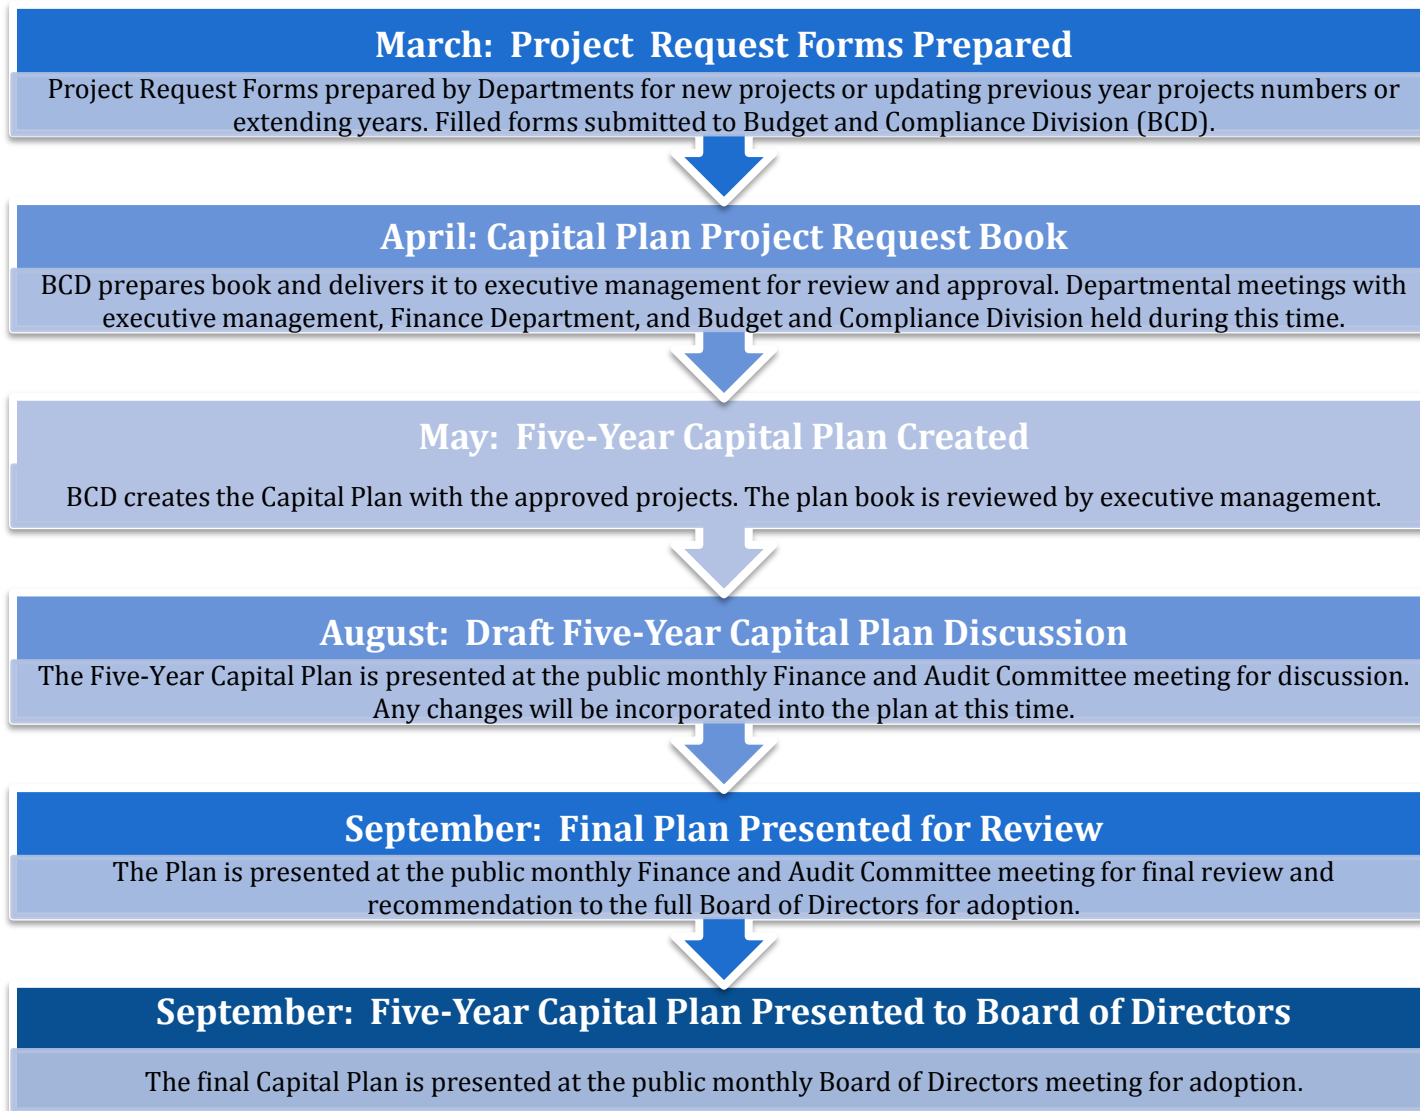 March:  Project  Request Forms Prepared
Project Request Forms prepared by Departments for new projects or updating previous year projects numbers or
extending years. Filled forms submitted to Budget and Compliance Division (BCD).
April: Capital Plan Project Request Book
BCD prepares book and delivers it to executive management for review and approval. Departmental meetings with
executive management, Finance Department, and Budget and Compliance Division held during this time.
May:  Five-Year Capital Plan Created
BCD creates the Capital Plan with the approved projects. The plan book is reviewed by executive management.
August:  Draft Five-Year Capital Plan Discussion
The Five-Year Capital Plan is presented at the public monthly Finance and Audit Committee meeting for discussion.
Any changes will be incorporated into the plan at this time.
September:  Final Plan Presented for Review
The Plan is presented at the public monthly Finance and Audit Committee meeting for final review and
recommendation to the full Board of Directors for adoption.
September:  Five-Year Capital Plan Presented to Board of Directors
The final Capital Plan is presented at the public monthly Board of Directors meeting for adoption.